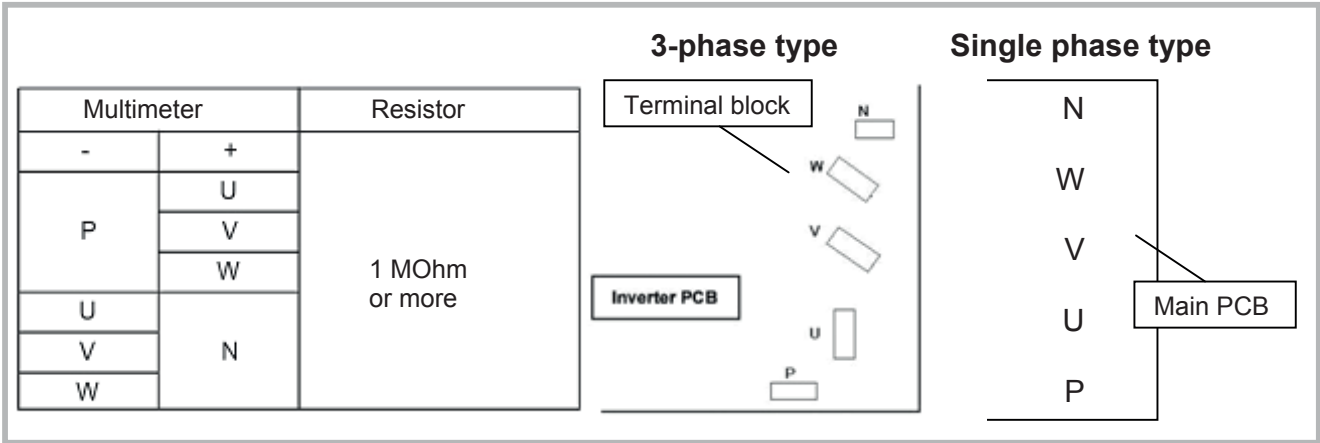 3-phase type
Single phase type
Multimeter
Resistor
-
+
P
U
V
W
U
V
W
N
1 MOhm
or more
Terminal block
N
W
V
Inverter PCB
U
P
N
W
V
U
P
Main PCB